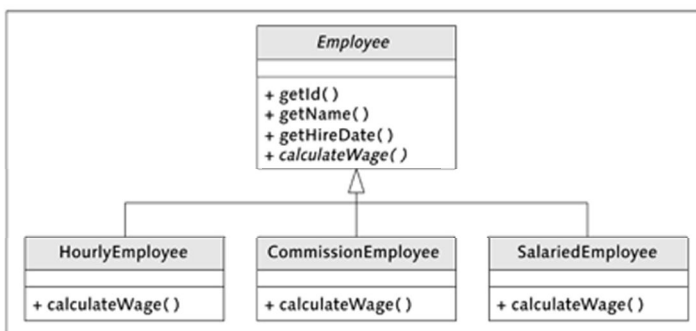 Employee
+ getId( )
+ getName( )
+ getHireDate( )
+ calculateWage( )
HourlyEmployee
+ calculateWage( )
CommissionEmployee
+ calculateWage( )
SalariedEmployee
+ calculateWage( )